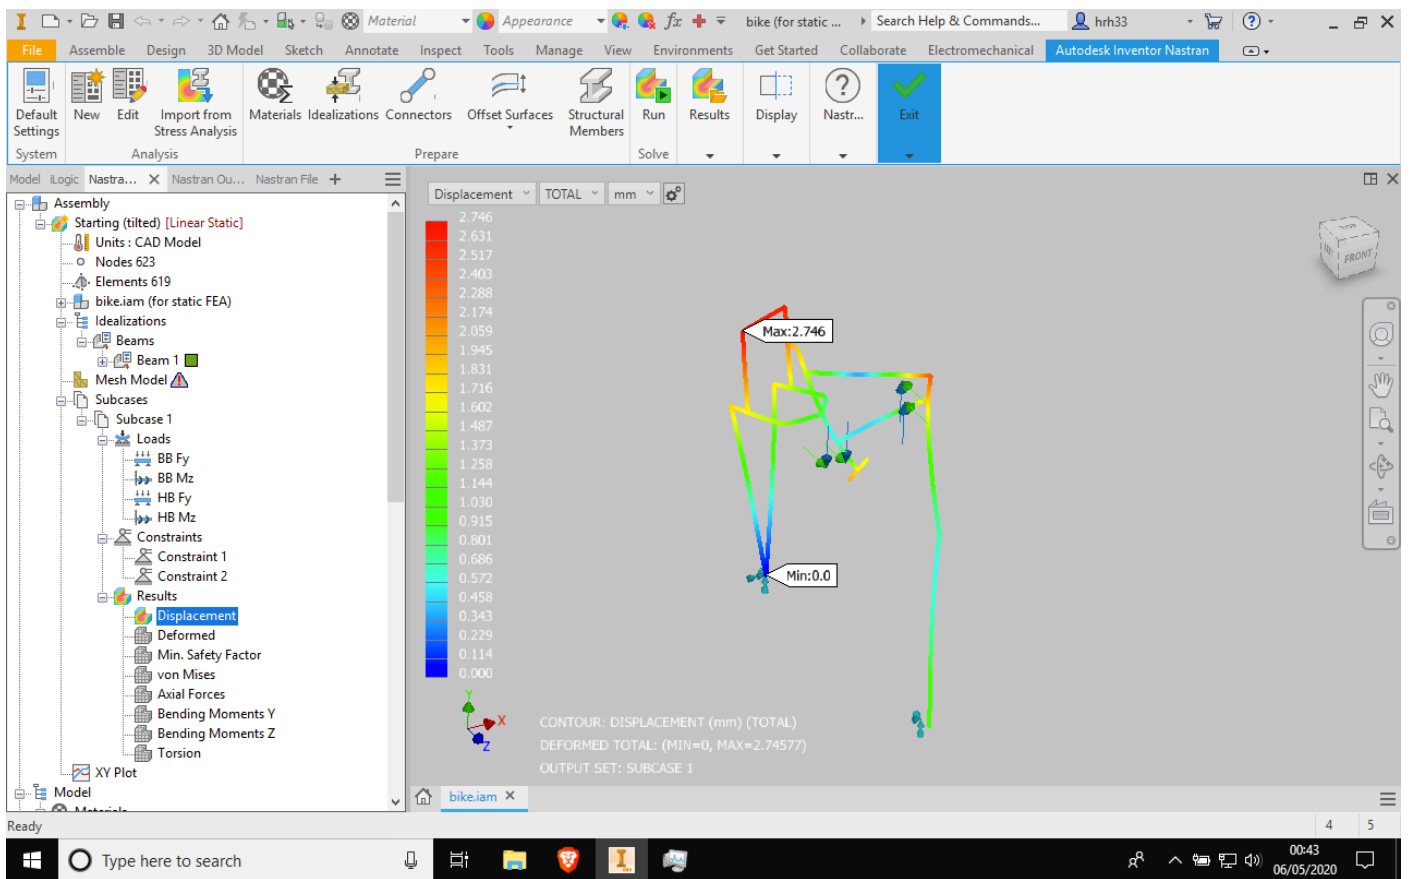 Material
Appearance
fx
bike (for static ...
Search Help & Commands...
hrh33
File Assemble Design 3D Model Sketch Annotate Inspect Tools Manage View Environments Get Started Collaborate Electromechanical Autodesk Inventor Nastran
Default Settings
New
Edit
Import from Stress Analysis
Materials
Idealizations
Connectors
Offset Surfaces
Structural Members
Run
Results
Display
Nastr...
Exit
System Analysis Prepare Solve
Model iLogic Nastra... Nastran Ou... Nastran File
Assembly
Starting (tilted) [Linear Static]
Units : CAD Model
Nodes 623
Elements 619
bike.iam (for static FEA)
Idealizations
Beams
Beam 1
Mesh Model
Subcases
Subcase 1
Loads
BB Fy
BB Mz
HB Fy
HB Mz
Constraints
Constraint 1
Constraint 2
Results
Displacement
Deformed
Min. Safety Factor
von Mises
Axial Forces
Bending Moments Y
Bending Moments Z
Torsion
XY Plot
Model
Materials
Displacement TOTAL mm
2.746
2.631
2.517
2.403
2.288
2.174
2.059
1.945
1.831
1.716
1.602
1.487
1.373
1.258
1.144
1.030
0.915
0.801
0.686
0.572
0.458
0.343
0.229
0.114
0.000
Max:2.746
Min:0.0
TOP
FRONT
Y
X
Z
CONTOUR: DISPLACEMENT (mm) (TOTAL)
DEFORMED TOTAL: (MIN=0, MAX=2.74577)
OUTPUT SET: SUBCASE 1
bike.iam
Ready
4 5
Type here to search
00:43
06/05/2020